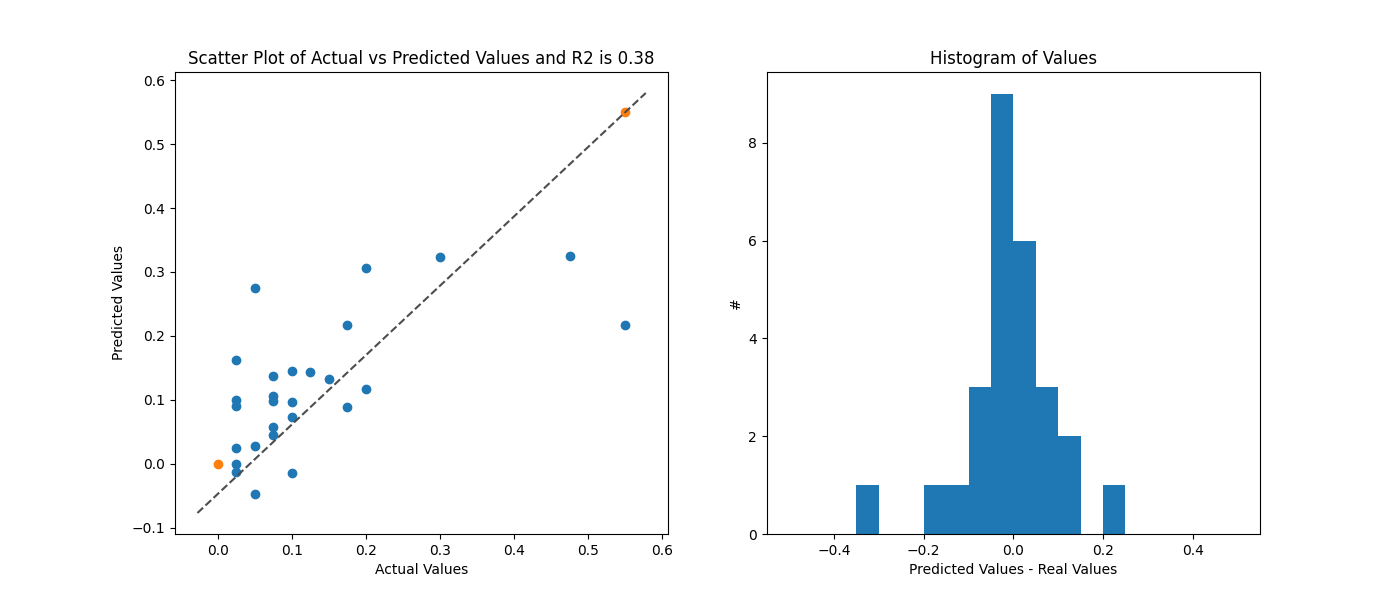 Scatter Plot of Actual vs Predicted Values and R2 is 0.38
0.6
0.5
0.4
0.3
0.2
0.1
0.0
−0.1
Predicted Values
0.0 0.1 0.2 0.3 0.4 0.5 0.6
Actual Values
Histogram of Values
8
6
4
2
0
#
−0.4 −0.2 0.0 0.2 0.4
Predicted Values - Real Values